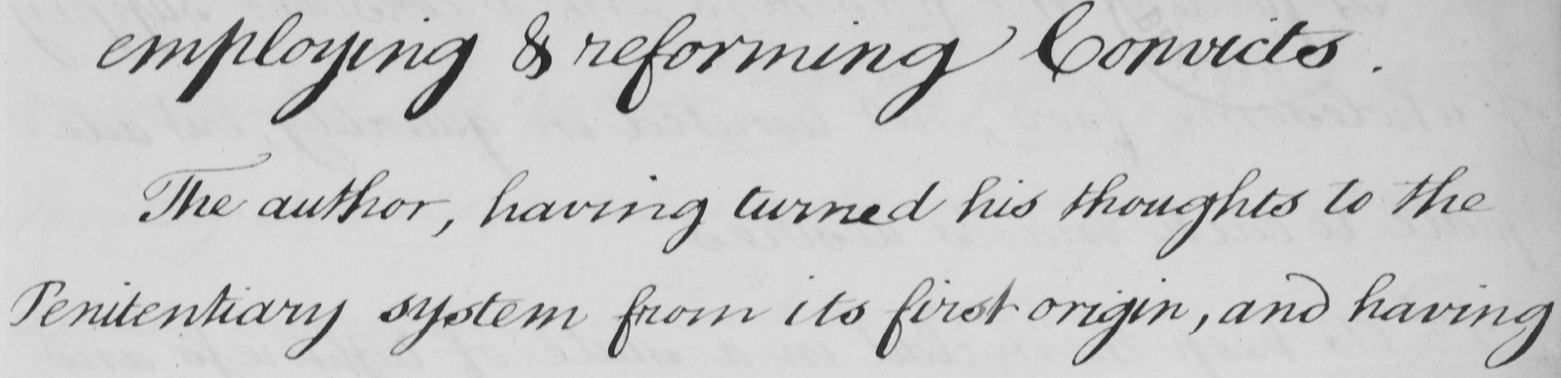 employing & reforming Convicts.
The author, having turned his thoughts to the
Penitentiary system from its first origin, and having